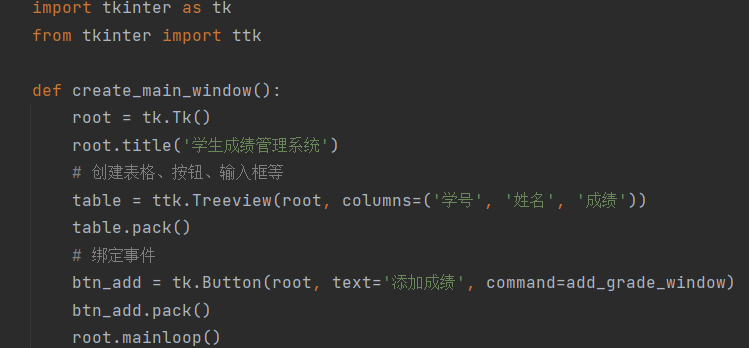 import tkinter as tk
from tkinter import ttk
def create_main_window():
root = tk.Tk()
root.title('学生成绩管理系统')
# 创建表格、按钮、输入框等
table = ttk.Treeview(root, columns=('学号', '姓名', '成绩'))
table.pack()
# 绑定事件
btn_add = tk.Button(root, text='添加成绩', command=add_grade_window)
btn_add.pack()
root.mainloop()